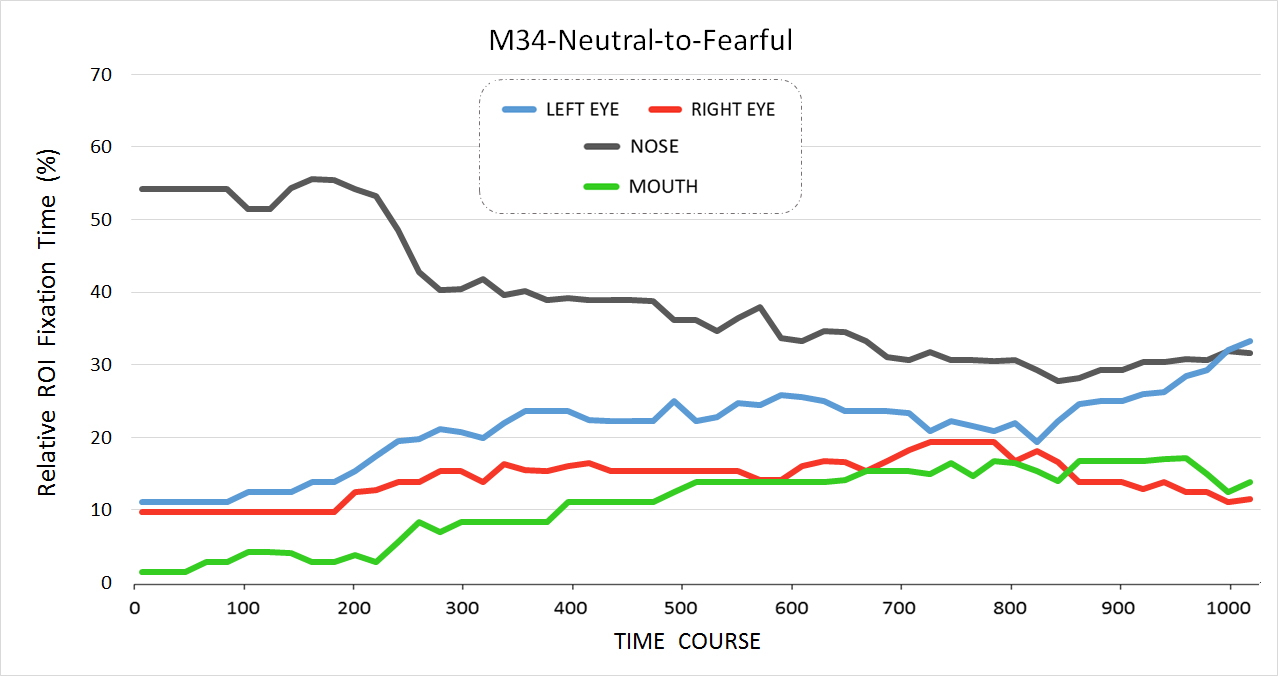 M34-Neutral-to-Fearful
70
LEFT EYE RIGHT EYE
NOSE
MOUTH
60
50
40
30
20
10
0
Relative ROI Fixation Time (%)
0 100 200 300 400 500 600 700 800 900 1000
TIME COURSE